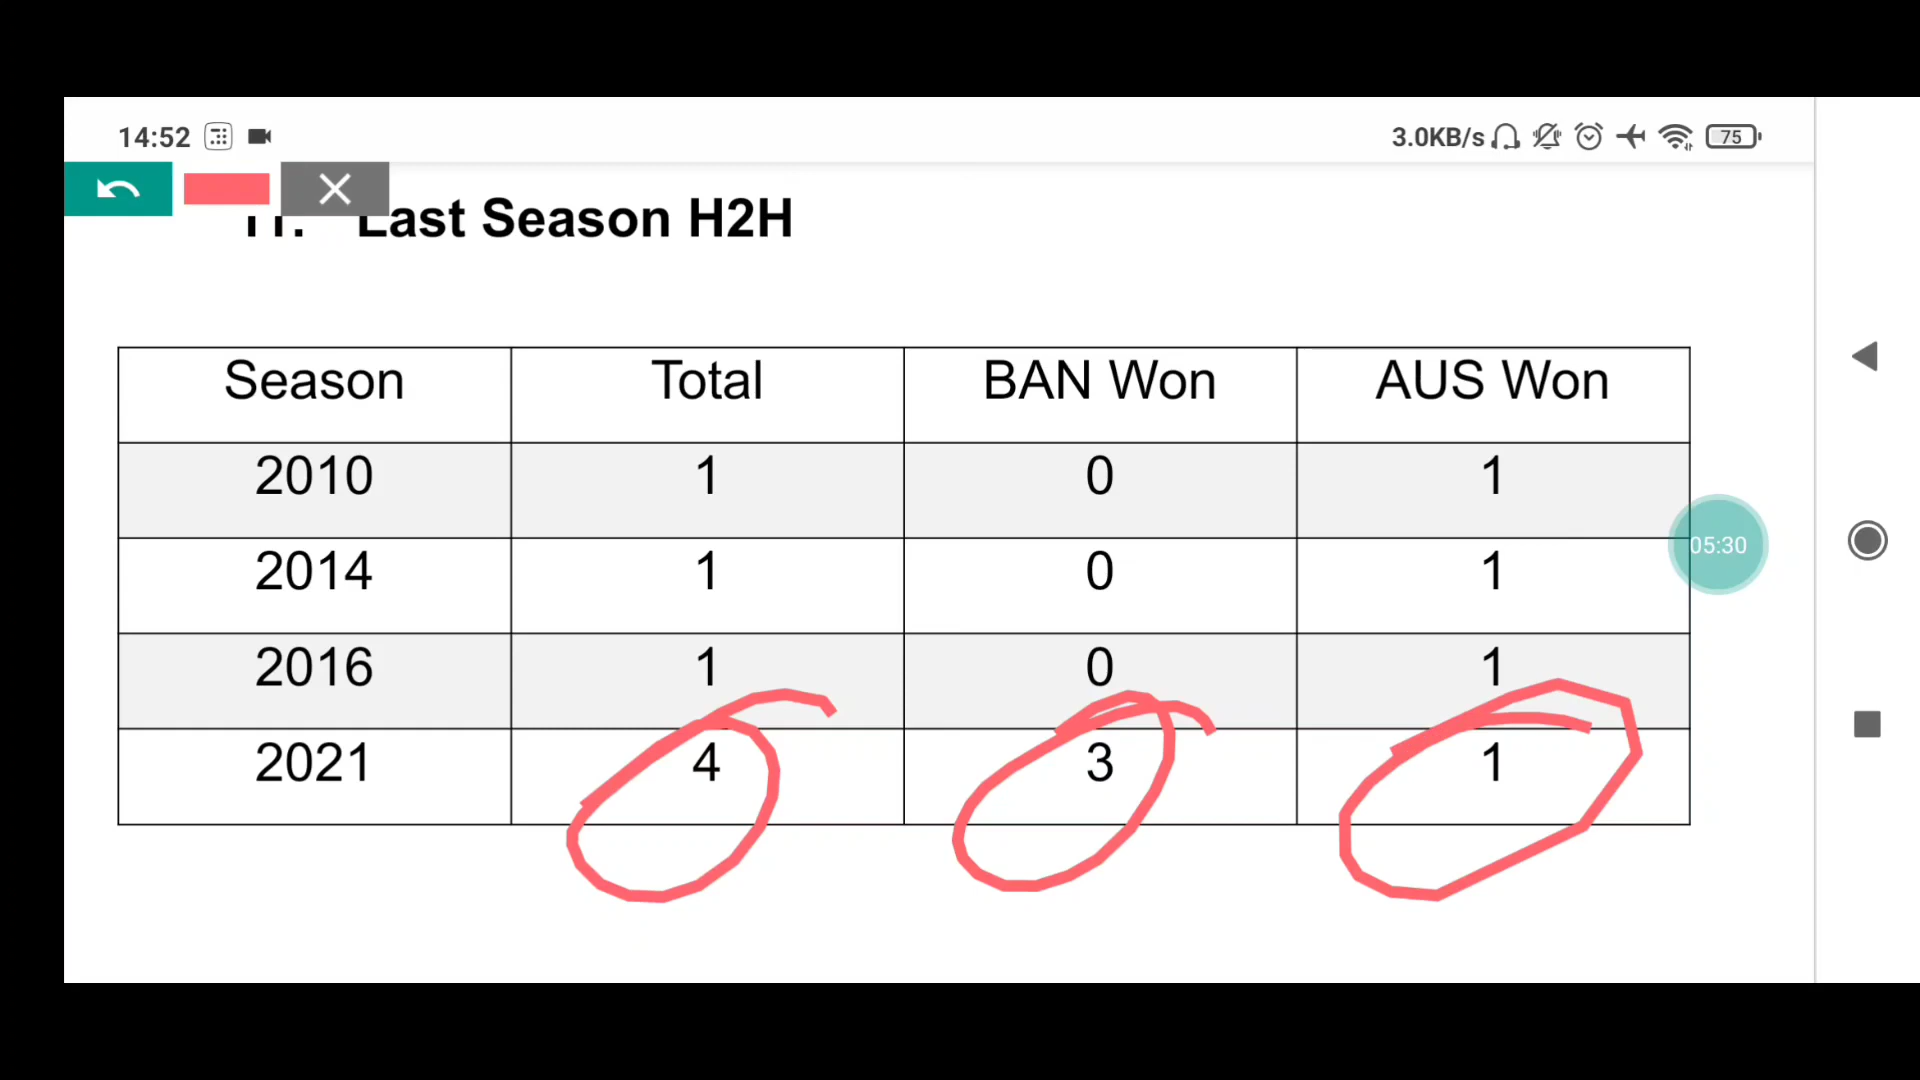 14:52 3.0KB/s 75
11. Last Season H2H
Season Total BAN Won AUS Won
2010 1 0 1
2014 1 0 1
2016 1 0 1
2021 4 3 1
05:30